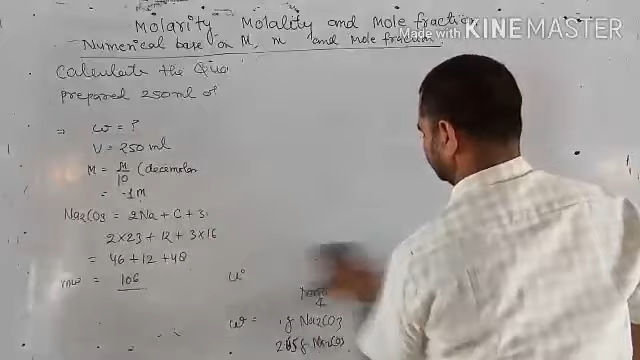 Molarity Molality and Mole fraction
Made with KINEMASTER
Numerical base on M, m and Mole fraction.
Calculate the Qua
prepared 250ml of
⇒ W = ?
V = 250 ml
M = M/10 (decemolar
= .1M
Na2CO3 = 2Na + C + 3
2×23 + 12 + 3×16
= 46 + 12 + 48
mw = 106
W =
g Na2CO3
g Na2CO3